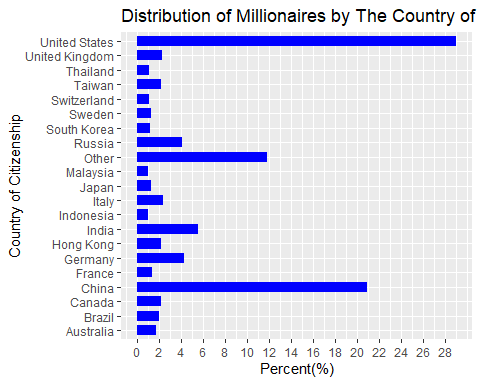 Distribution of Millionaires by The Country of
Country of Citizenship
United States
United Kingdom
Thailand
Taiwan
Switzerland
Sweden
South Korea
Russia
Other
Malaysia
Japan
Italy
Indonesia
India
Hong Kong
Germany
France
China
Canada
Brazil
Australia
0 2 4 6 8 10 12 14 16 18 20 22 24 26 28
Percent(%)